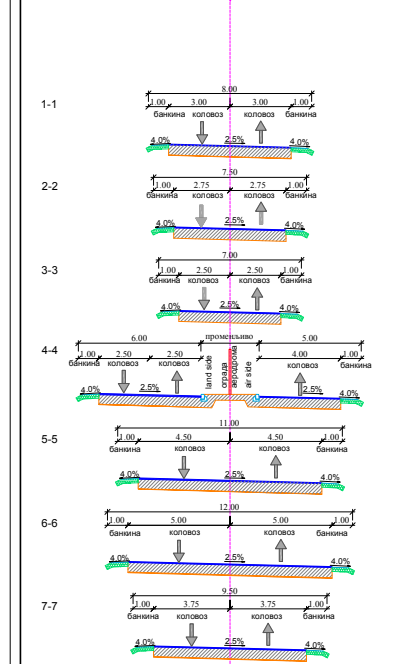 8.00
1.00 3.00 3.00 1.00
банкина коловоз коловоз банкина
1-1
4.0% 2.5% 4.0%
7.50
1.00 2.75 2.75 1.00
2-2
банкина коловоз коловоз банкина
4.0% 2.5% 4.0%
7.00
3-3
1.00 2.50 2.50 1.00
банкина коловоз коловоз банкина
4.0% 2.5% 4.0%
6.00 променљиво 5.00
4-4
1.00 2.50 2.50 4.00 1.00
банкина коловоз коловоз коловоз банкина
land side
ограда
аеродрома
air side
4.0% 2.5% 2.5% 4.0%
11.00
5-5
1.00 4.50 4.50 1.00
банкина коловоз коловоз банкина
4.0% 2.5% 4.0%
12.00
6-6
1.00 5.00 5.00 1.00
банкина коловоз коловоз банкина
4.0% 2.5% 4.0%
9.50
7-7
1.00 3.75 3.75 1.00
банкина коловоз коловоз банкина
4.0% 2.5% 4.0%